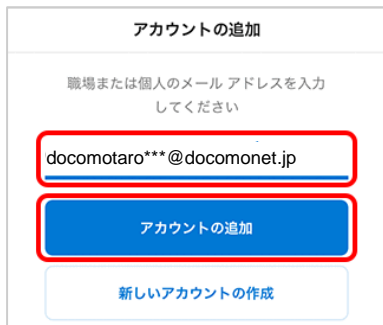 アカウントの追加
職場または個人のメール アドレスを入力
してください
docomotaro***@docomonet.jp
アカウントの追加
新しいアカウントの作成